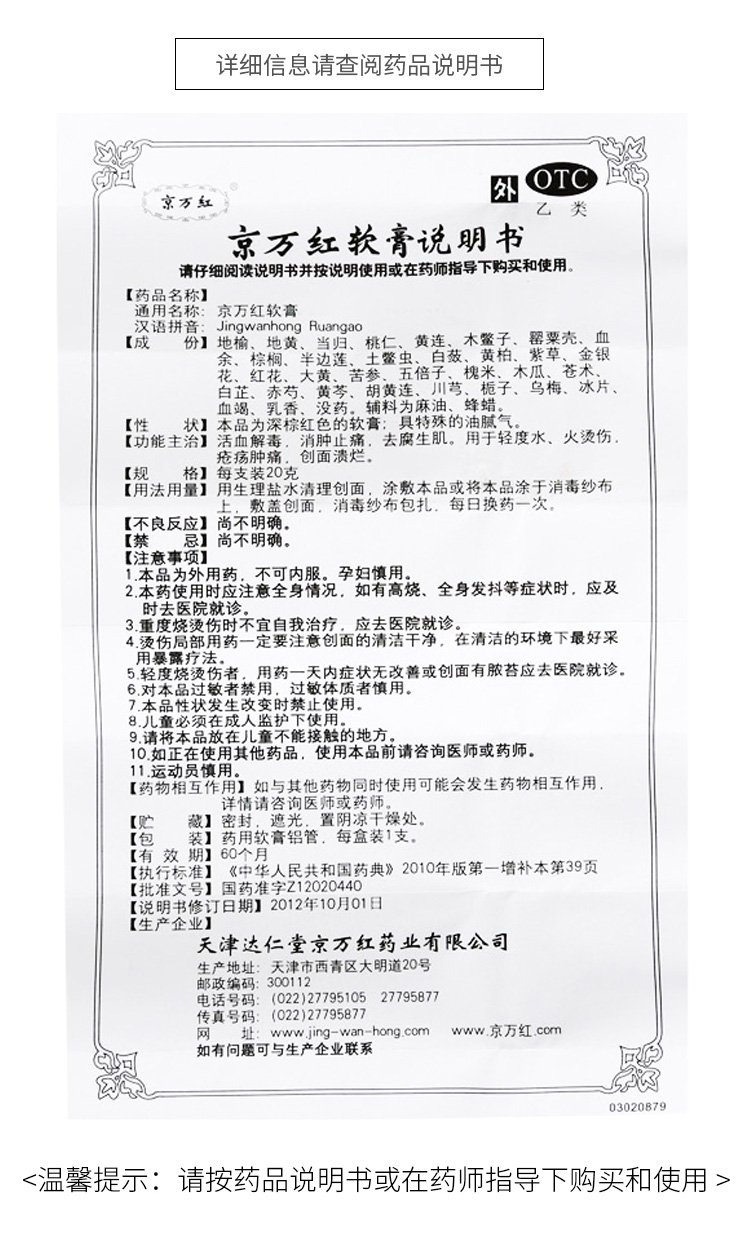 详细信息请查阅药品说明书
京万红
®
外
OTC
乙类
京万红软膏说明书
请仔细阅读说明书并按说明使用或在药师指导下购买和使用。
【药品名称】
通用名称：京万红软膏
汉语拼音：Jingwanhong Ruangao
【成　份】地榆、地黄、当归、桃仁、黄连、木鳖子、罂粟壳、血
余、棕榈、半边莲、土鳖虫、白蔹、黄柏、紫草、金银
花、红花、大黄、苦参、五倍子、槐米、木瓜、苍术、
白芷、赤芍、黄芩、胡黄连、川芎、栀子、乌梅、冰片、
血竭、乳香、没药。辅料为麻油、蜂蜡。
【性　状】本品为深棕红色的软膏；具特殊的油腻气。
【功能主治】活血解毒，消肿止痛，去腐生肌。用于轻度水、火烫伤，
疮疡肿痛，创面溃烂。
【规　格】每支装20克
【用法用量】用生理盐水清理创面，涂敷本品或将本品涂于消毒纱布
上，敷盖创面，消毒纱布包扎，每日换药一次。
【不良反应】尚不明确。
【禁　忌】尚不明确。
【注意事项】
1.本品为外用药，不可内服。孕妇慎用。
2.本药使用时应注意全身情况，如有高烧、全身发抖等症状时，应及
时去医院就诊。
3.重度烧烫伤时不宜自我治疗，应去医院就诊。
4.烫伤局部用药一定要注意创面的清洁干净，在清洁的环境下最好采
用暴露疗法。
5.轻度烧烫伤者，用药一天内症状无改善或创面有脓苔应去医院就诊。
6.对本品过敏者禁用，过敏体质者慎用。
7.本品性状发生改变时禁止使用。
8.儿童必须在成人监护下使用。
9.请将本品放在儿童不能接触的地方。
10.如正在使用其他药品，使用本品前请咨询医师或药师。
11.运动员慎用。
【药物相互作用】如与其他药物同时使用可能会发生药物相互作用，
详情请咨询医师或药师。
【贮　藏】密封，遮光，置阴凉干燥处。
【包　装】药用软膏铝管，每盒装1支。
【有 效 期】60个月
【执行标准】《中华人民共和国药典》2010年版第一增补本第39页
【批准文号】国药准字Z12020440
【说明书修订日期】2012年10月01日
【生产企业】
天津达仁堂京万红药业有限公司
生产地址：天津市西青区大明道20号
邮政编码：300112
电话号码：(022)27795105　27795877
传真号码：(022)27795877
网　址：www.jing-wan-hong.com　www.京万红.com
如有问题可与生产企业联系
03020879
<温馨提示：请按药品说明书或在药师指导下购买和使用 >